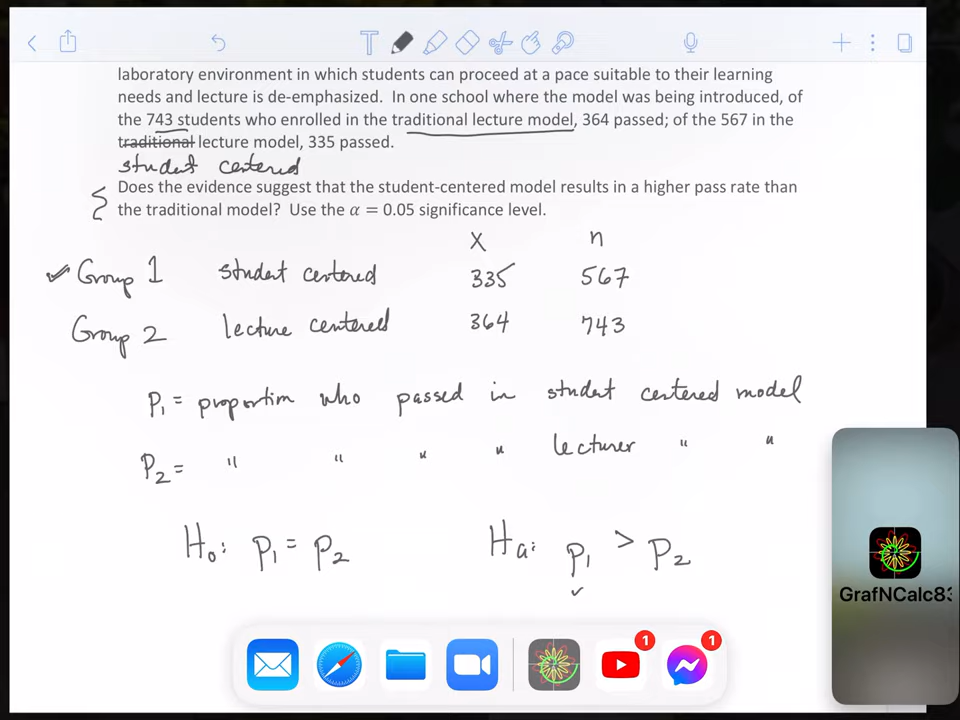 T
laboratory environment in which students can proceed at a pace suitable to their learning
needs and lecture is de-emphasized.  In one school where the model was being introduced, of
the 743 students who enrolled in the traditional lecture model, 364 passed; of the 567 in the
traditional lecture model, 335 passed.
student centered
Does the evidence suggest that the student-centered model results in a higher pass rate than
the traditional model?  Use the α = 0.05 significance level.
X n
Group 1 student centered 335 567
Group 2 lecture centered 364 743
P₁ = proportion who passed in student centered model
P₂ = " " " " lecturer " "
H₀: P₁ = P₂ Hₐ: P₁ > P₂
GrafNCalc83
1 1